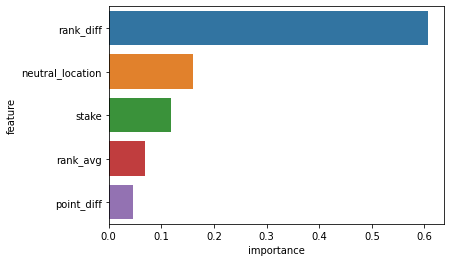 feature
rank_diff
neutral_location
stake
rank_avg
point_diff
0.0 0.1 0.2 0.3 0.4 0.5 0.6
importance